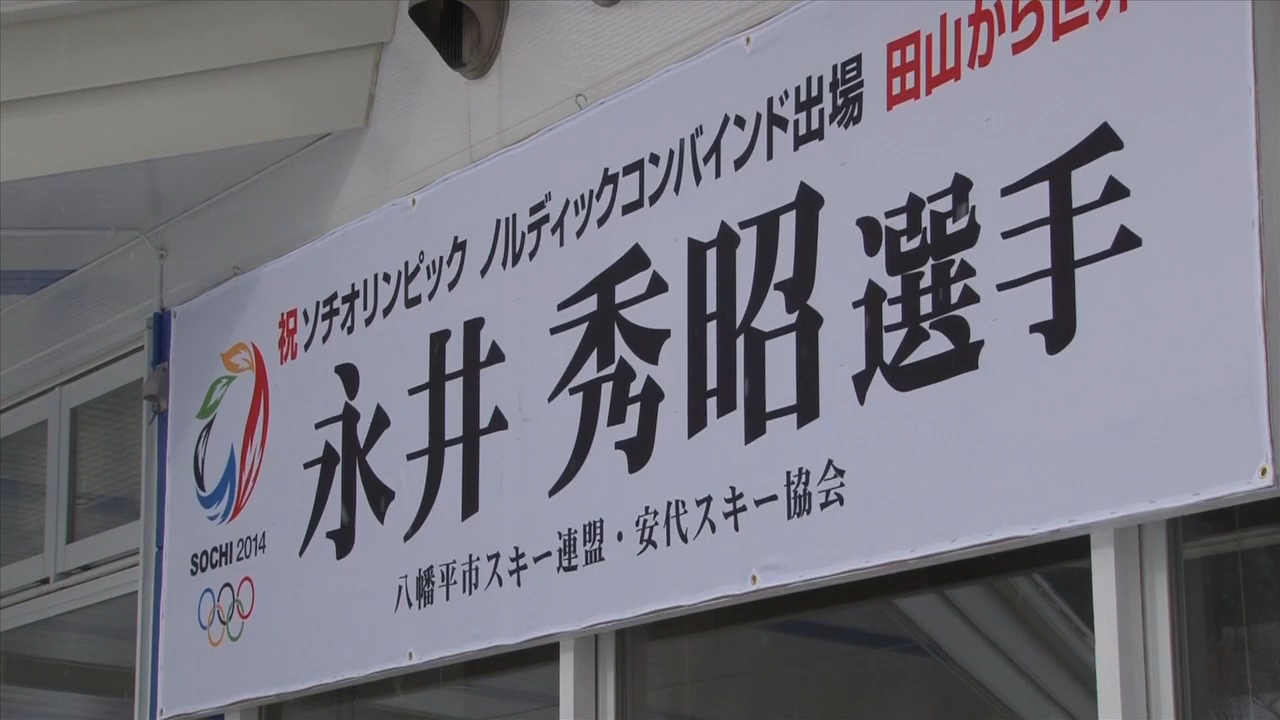 祝 ソチオリンピック ノルディックコンバインド出場 田山から世界
永井 秀昭 選手
八幡平市スキー連盟・安代スキー協会
SOCHI 2014